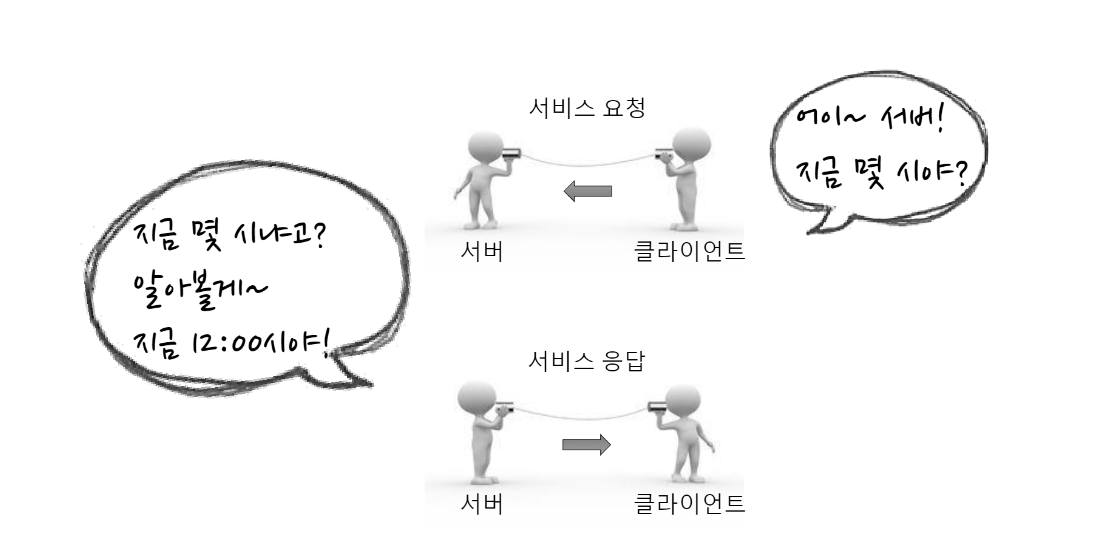 서비스 요청
어이~ 서버!
지금 몇 시야?
서버
클라이언트
지금 몇 시냐고?
알아볼게~
지금 12:00시야!
서비스 응답
서버
클라이언트